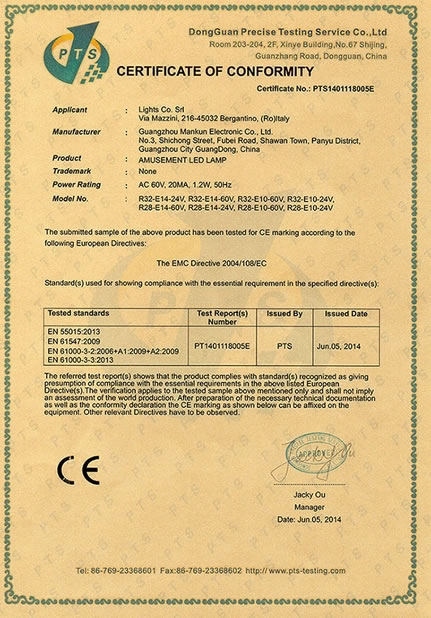 DongGuan Precise Testing Service Co.,Ltd
Room 203-204, 2F, Xinye Building,No.67 Shijing,
Guanzhang Road, Dongguan, China
PTS
CERTIFICATE OF CONFORMITY
Certificate No.: PTS1401118005E
Applicant : Lights Co. Srl
Via Mazzini, 216-45032 Bergantino, (Ro)Italy
Manufacturer : Guangzhou Mankun Electronic Co., Ltd.
No.3, Shichong Street, Fubei Road, Shawan Town, Panyu District,
Guangzhou City GuangDong, China
Product : AMUSEMENT LED LAMP
Trademark : None
Power Rating : AC 60V, 20MA, 1.2W, 50Hz
Model No. : R32-E14-24V, R32-E14-60V, R32-E10-60V, R32-E10-24V
R28-E14-60V, R28-E14-24V, R28-E10-60V, R28-E10-24V
The submitted sample of the above product has been tested for CE marking according to the
following European Directives:
The EMC Directive 2004/108/EC
Standard(s) used for showing compliance with the essential requirement in the specified directive(s):
Tested standards Test Report(s) Number Issued By Issued Date
EN 55015:2013
EN 61547:2009
EN 61000-3-2:2006+A1:2009+A2:2009
EN 61000-3-3:2013
PT1401118005E PTS Jun,05, 2014
The referred test report(s) shows that the product complies with standard(s) recognized as giving
presumption of compliance with the essential requirements in the above listed European
Directive(s).The verification applies to the tested sample above mentioned only and shall not imply
an assessment of the world production. After preparation of the necessary technical documentation
as well as the conformity declaration the CE marking as shown below can be affixed on the
equipment. Other relevant Directives have to be observed.
CE
APPROVED
Jacky Ou
Manager
Date: Jun.05, 2014
Tel: 86-769-23368601 Fax:86-769-23368602 http://www.pts-testing.com